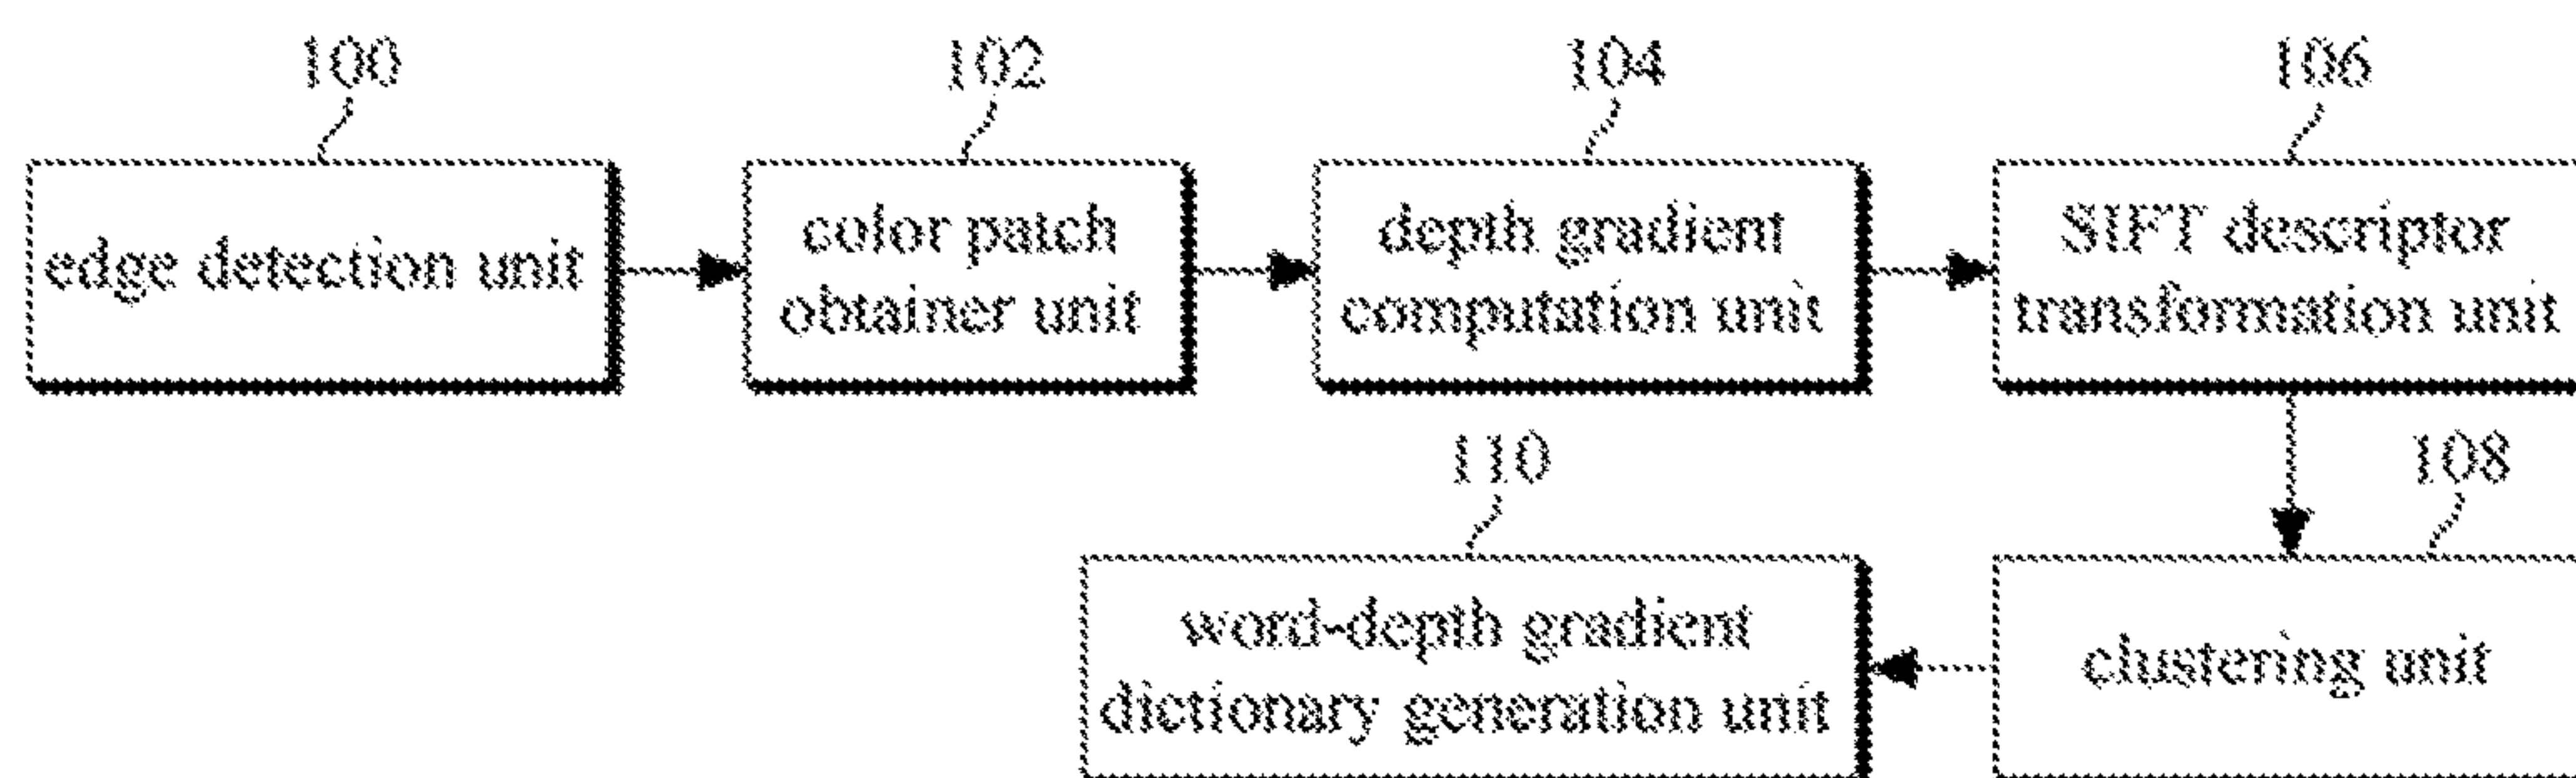 100
102
104
106
edge detection unit
color patch
obtainer unit
depth gradient
computation unit
SIFT descriptor
transformation unit
110
108
word-depth gradient
dictionary generation unit
clustering unit